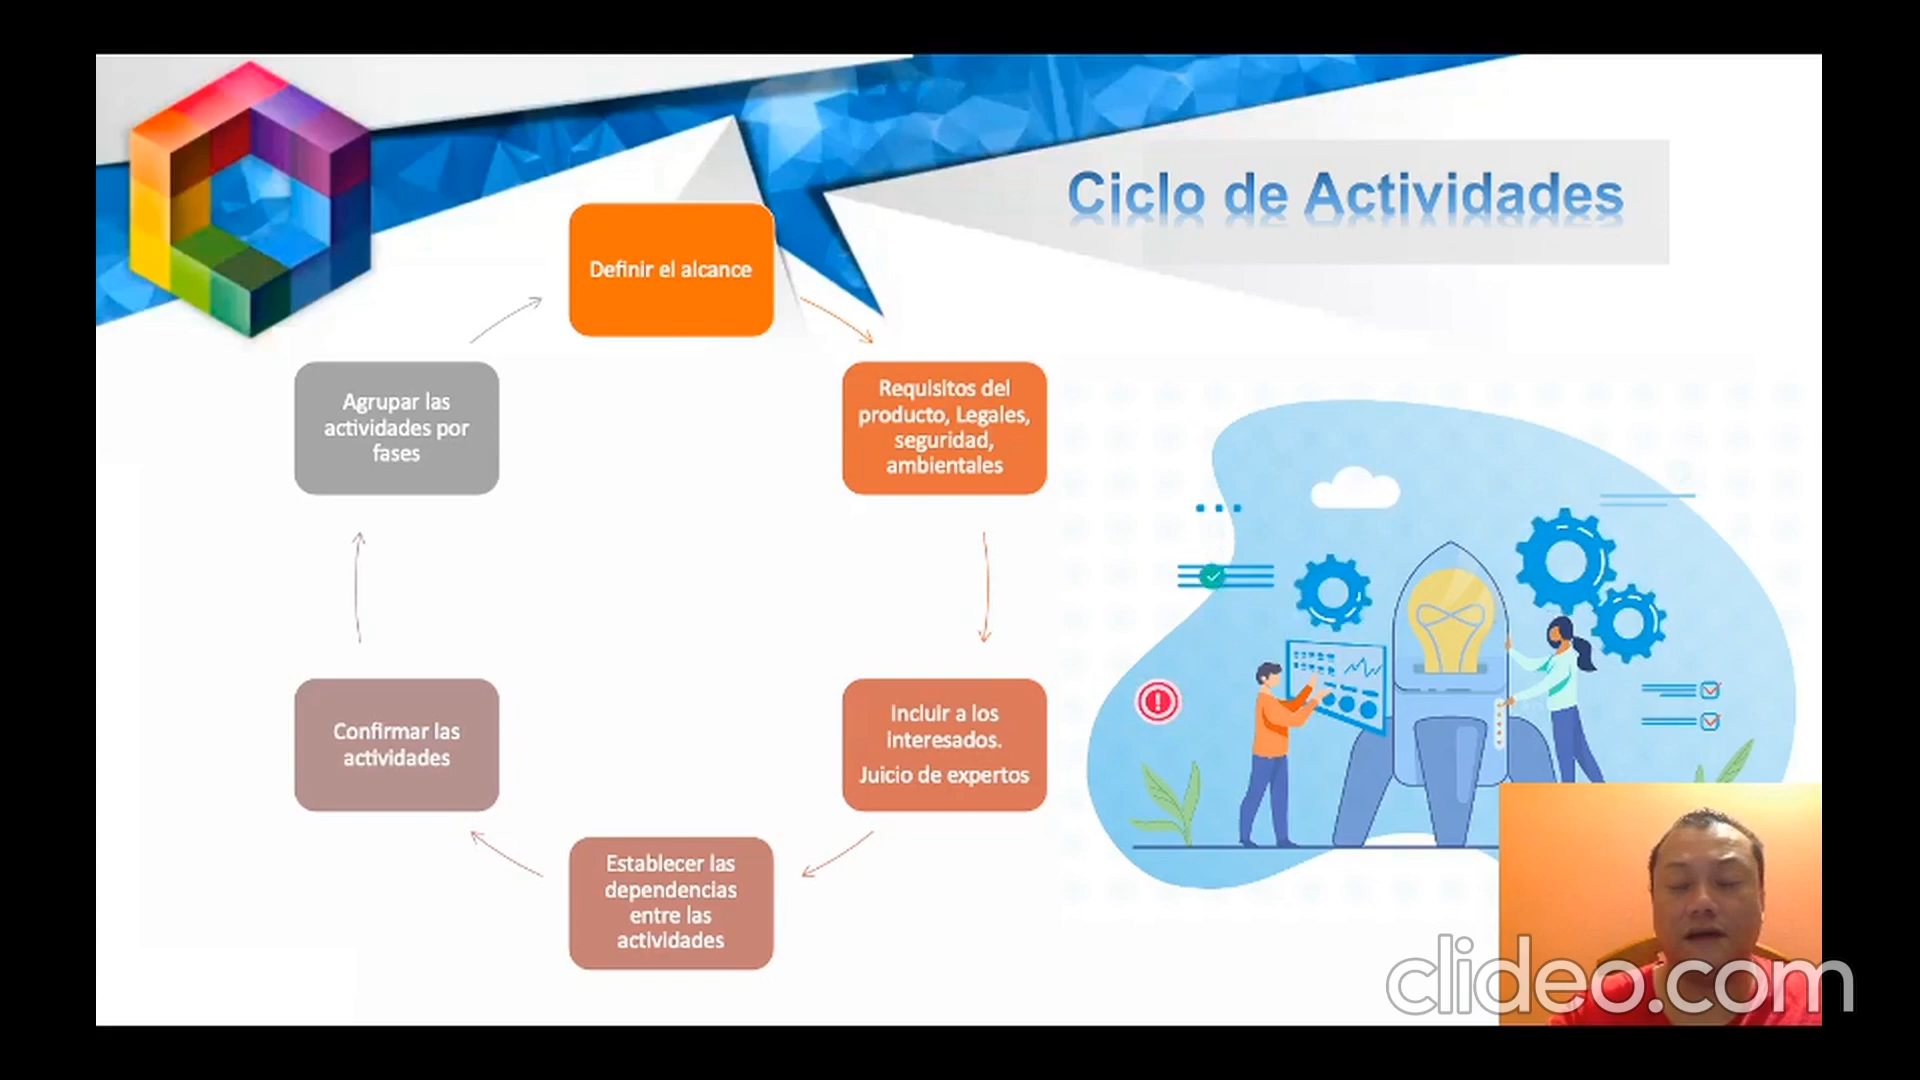 Ciclo de Actividades
Definir el alcance
Requisitos del
producto, Legales,
seguridad,
ambientales
Incluir a los
interesados.
Juicio de expertos
Establecer las
dependencias
entre las
actividades
Confirmar las
actividades
Agrupar las
actividades por
fases
clideo.com